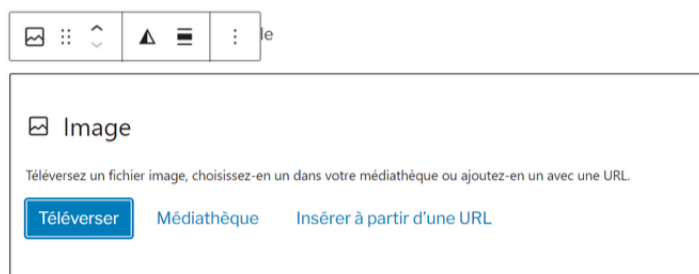 le
Image
Téléversez un fichier image, choisissez-en un dans votre médiathèque ou ajoutez-en un avec une URL.
Téléverser Médiathèque Insérer à partir d’une URL